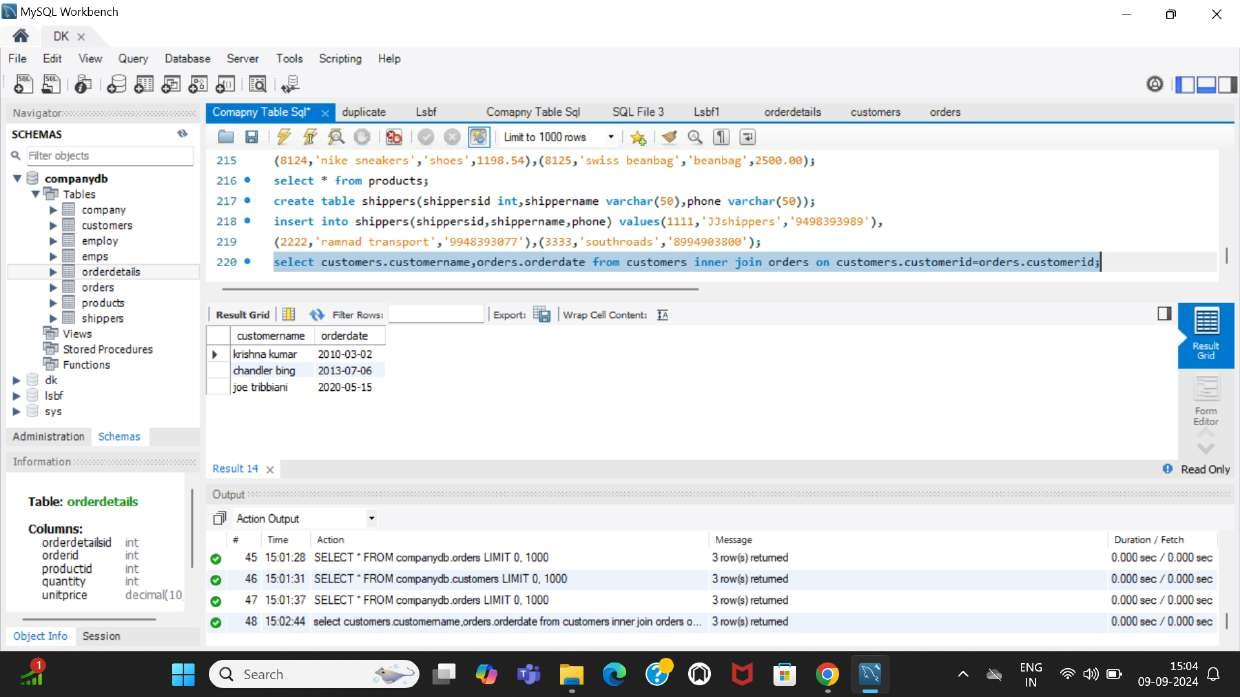 MySQL Workbench
DK
File Edit View Query Database Server Tools Scripting Help
Navigator
SCHEMAS
Filter objects
companydb
Tables
company
customers
employ
emps
orderdetails
orders
products
shippers
Views
Stored Procedures
Functions
dk
lsbf
sys
Administration Schemas
Information
Table: orderdetails
Columns:
orderdetailsid int
orderid int
productid int
quantity int
unitprice decimal(10
Object Info Session
Comapny Table Sql* duplicate Lsbf Comapny Table Sql SQL File 3 Lsbf1 orderdetails customers orders
Limit to 1000 rows
215 (8124,'nike sneakers','shoes',1198.54),(8125,'swiss beanbag','beanbag',2500.00);
216 select * from products;
217 create table shippers(shippersid int,shippername varchar(50),phone varchar(50));
218 insert into shippers(shippersid,shippername,phone) values(1111,'JJshippers','9498393989'),
219 (2222,'ramnad transport','9948393077'),(3333,'southroads','8994903800');
220 select customers.customername,orders.orderdate from customers inner join orders on customers.customerid=orders.customerid;
Result Grid Filter Rows: Export: Wrap Cell Content:
customername orderdate
krishna kumar 2010-03-02
chandler bing 2013-07-06
joe tribbiani 2020-05-15
Result Grid
Form Editor
Result 14
Read Only
Output
Action Output
# Time Action Message Duration / Fetch
45 15:01:28 SELECT * FROM companydb.orders LIMIT 0, 1000 3 row(s) returned 0.000 sec / 0.000 sec
46 15:01:31 SELECT * FROM companydb.customers LIMIT 0, 1000 3 row(s) returned 0.000 sec / 0.000 sec
47 15:01:37 SELECT * FROM companydb.orders LIMIT 0, 1000 3 row(s) returned 0.000 sec / 0.000 sec
48 15:02:44 select customers.customername,orders.orderdate from customers inner join orders o... 3 row(s) returned 0.000 sec / 0.000 sec
1
Search
ENG
IN
15:04
09-09-2024